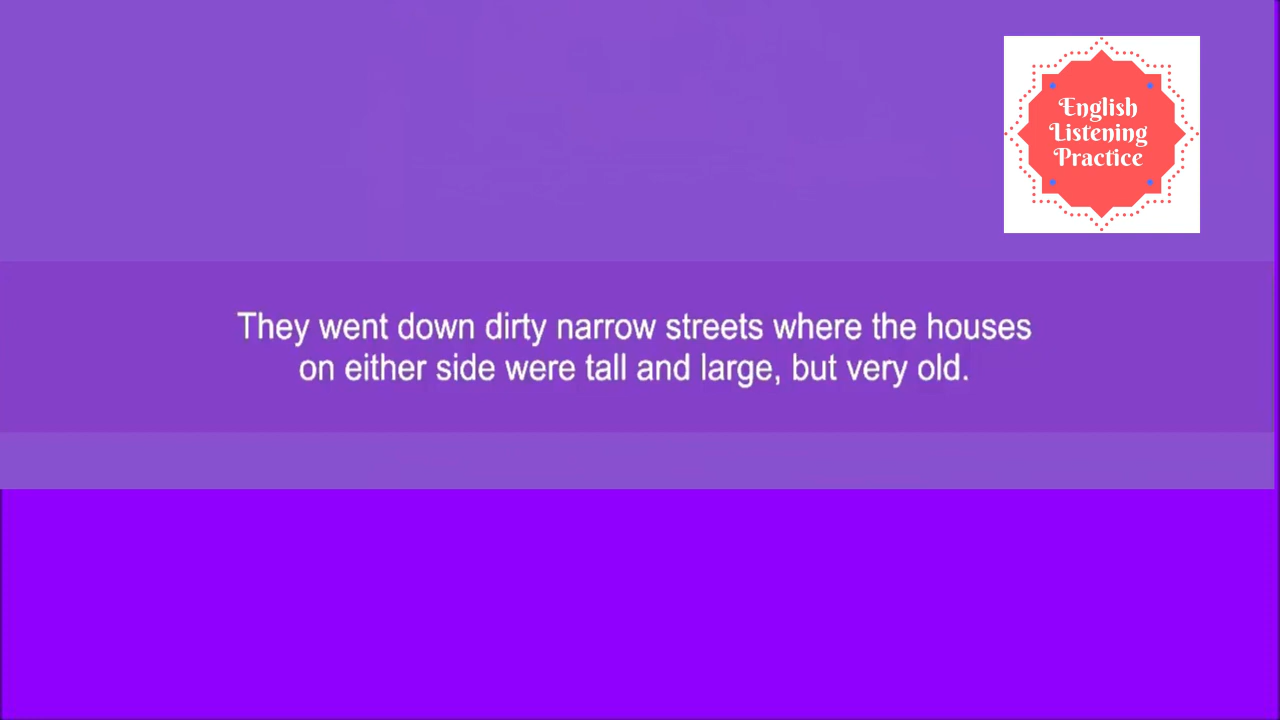 English
Listening
Practice
They went down dirty narrow streets where the houses
on either side were tall and large, but very old.